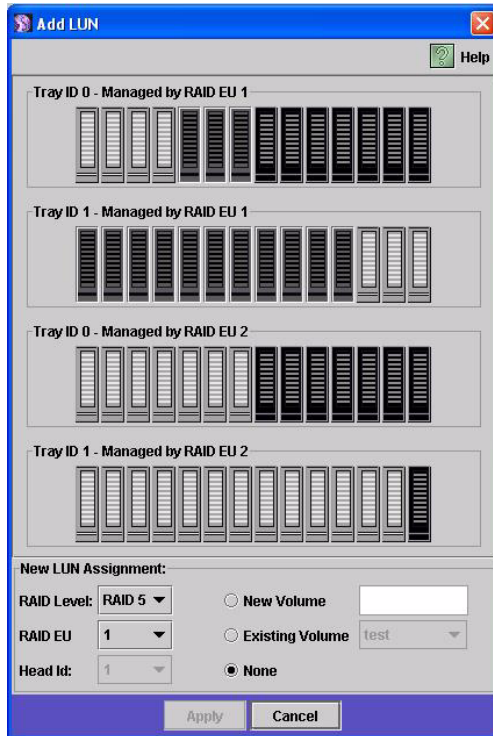 Add LUN
? Help
Tray ID 0 - Managed by RAID EU 1
Tray ID 1 - Managed by RAID EU 1
Tray ID 0 - Managed by RAID EU 2
Tray ID 1 - Managed by RAID EU 2
New LUN Assignment:
RAID Level: RAID 5 New Volume
RAID EU 1 Existing Volume test
Head Id: 1 None
Apply Cancel